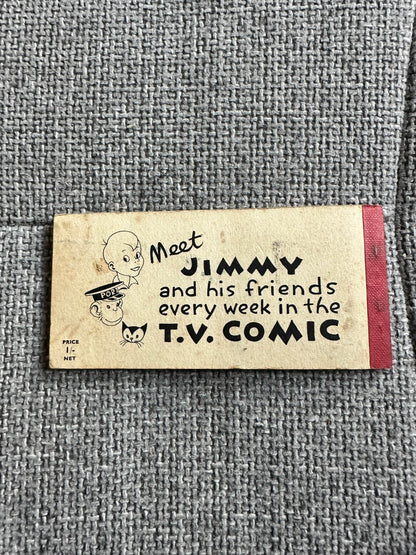 Meet
JIMMY
and his friends
every week in the
T.V. COMIC
POP
PRICE
1/-
NET